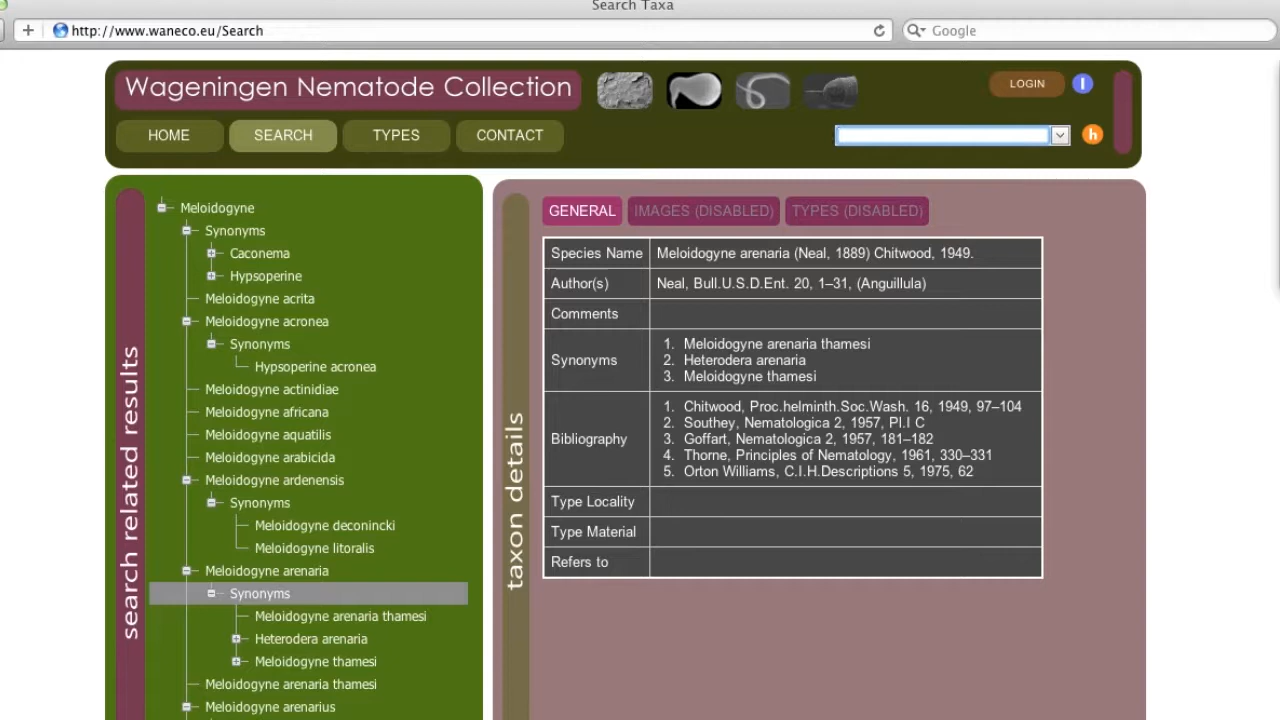 Search Taxa
http://www.waneco.eu/Search
Google
Wageningen Nematode Collection
LOGIN
I
HOME
SEARCH
TYPES
CONTACT
h
search related results
Meloidogyne
Synonyms
Caconema
Hypsoperine
Meloidogyne acrita
Meloidogyne acronea
Synonyms
Hypsoperine acronea
Meloidogyne actinidiae
Meloidogyne africana
Meloidogyne aquatilis
Meloidogyne arabicida
Meloidogyne ardenensis
Synonyms
Meloidogyne deconincki
Meloidogyne litoralis
Meloidogyne arenaria
Synonyms
Meloidogyne arenaria thamesi
Heterodera arenaria
Meloidogyne thamesi
Meloidogyne arenaria thamesi
Meloidogyne arenarius
taxon details
GENERAL
IMAGES (DISABLED)
TYPES (DISABLED)
Species Name Meloidogyne arenaria (Neal, 1889) Chitwood, 1949.
Author(s) Neal, Bull.U.S.D.Ent. 20, 1–31, (Anguillula)
Comments
Synonyms
1. Meloidogyne arenaria thamesi
2. Heterodera arenaria
3. Meloidogyne thamesi
Bibliography
1. Chitwood, Proc.helminth.Soc.Wash. 16, 1949, 97–104
2. Southey, Nematologica 2, 1957, Pl.I C
3. Goffart, Nematologica 2, 1957, 181–182
4. Thorne, Principles of Nematology, 1961, 330–331
5. Orton Williams, C.I.H.Descriptions 5, 1975, 62
Type Locality
Type Material
Refers to